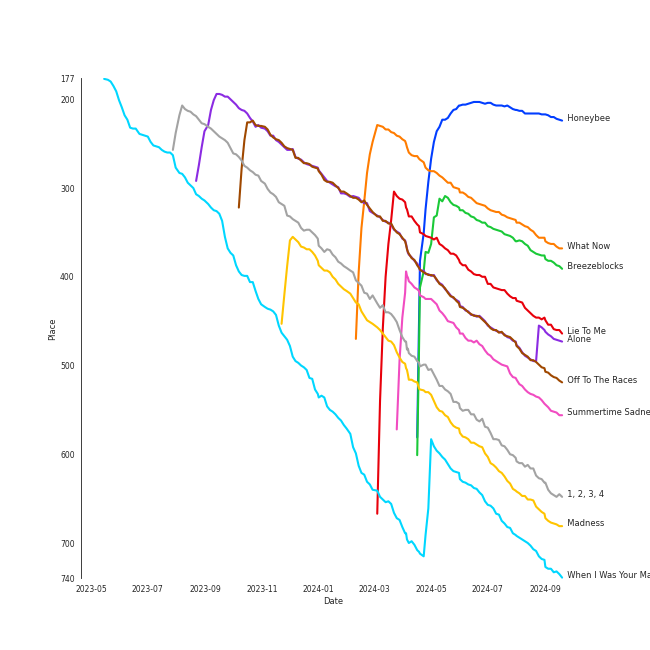 177
200
300
400
500
600
700
740
Place
2023-05
2023-07
2023-09
2023-11
2024-01
2024-03
2024-05
2024-07
2024-09
Date
Honeybee
What Now
Breezeblocks
Lie To Me
Alone
Off To The Races
Summertime Sadne
1, 2, 3, 4
Madness
When I Was Your Ma